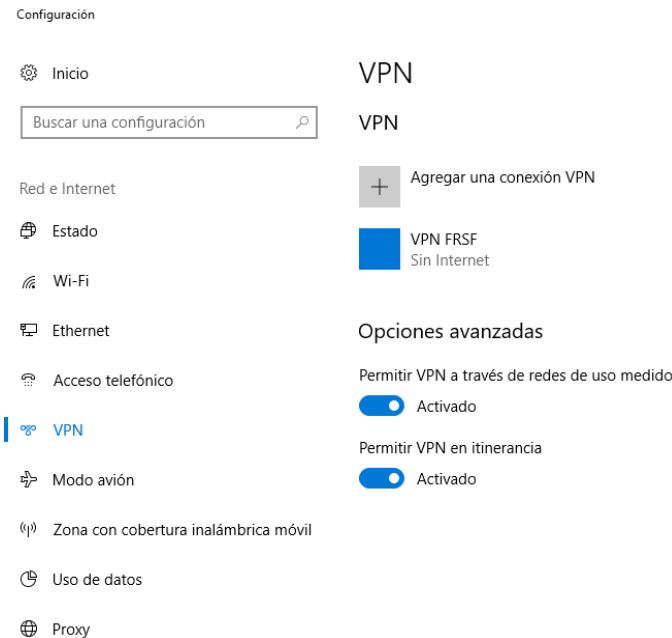 Configuración
Inicio
Buscar una configuración
Red e Internet
Estado
Wi-Fi
Ethernet
Acceso telefónico
VPN
Modo avión
Zona con cobertura inalámbrica móvil
Uso de datos
Proxy
VPN
VPN
Agregar una conexión VPN
VPN FRSF
Sin Internet
Opciones avanzadas
Permitir VPN a través de redes de uso medido
Activado
Permitir VPN en itinerancia
Activado